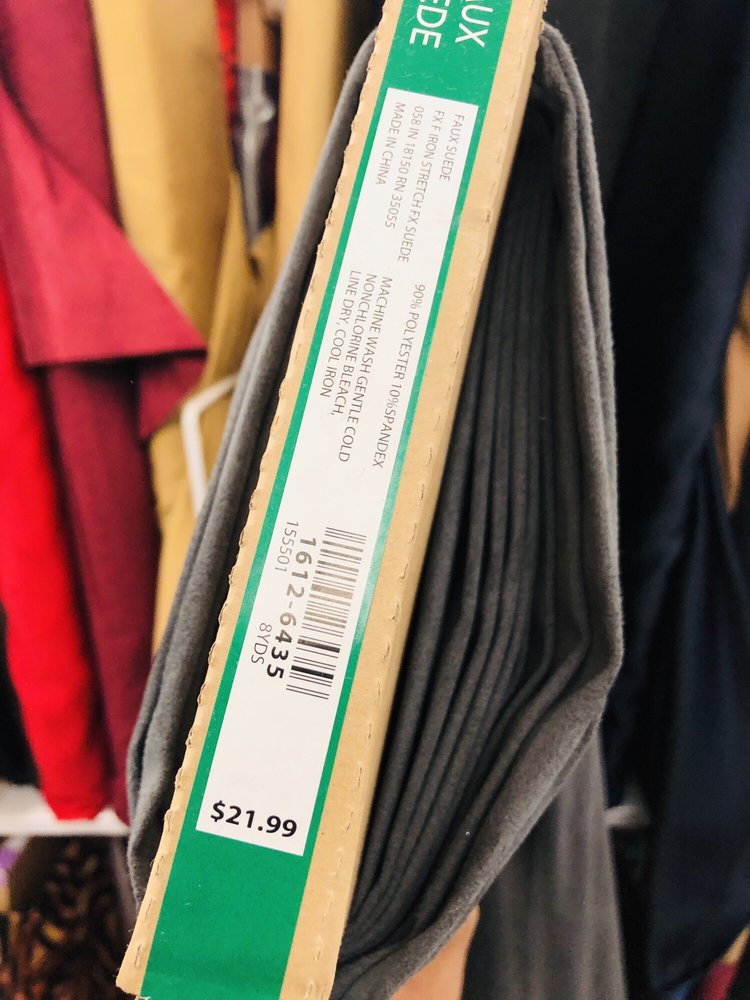 AUX
EDE
FAUX SUEDE
FX F IRON STRETCH FX SUEDE
058 IN 18150 RN 35055
MADE IN CHINA
90% POLYESTER 10%SPANDEX
MACHINE WASH GENTLE COLD
NONCHLORINE BLEACH,
LINE DRY, COOL IRON
1612-6435
155501 8YDS
$21.99